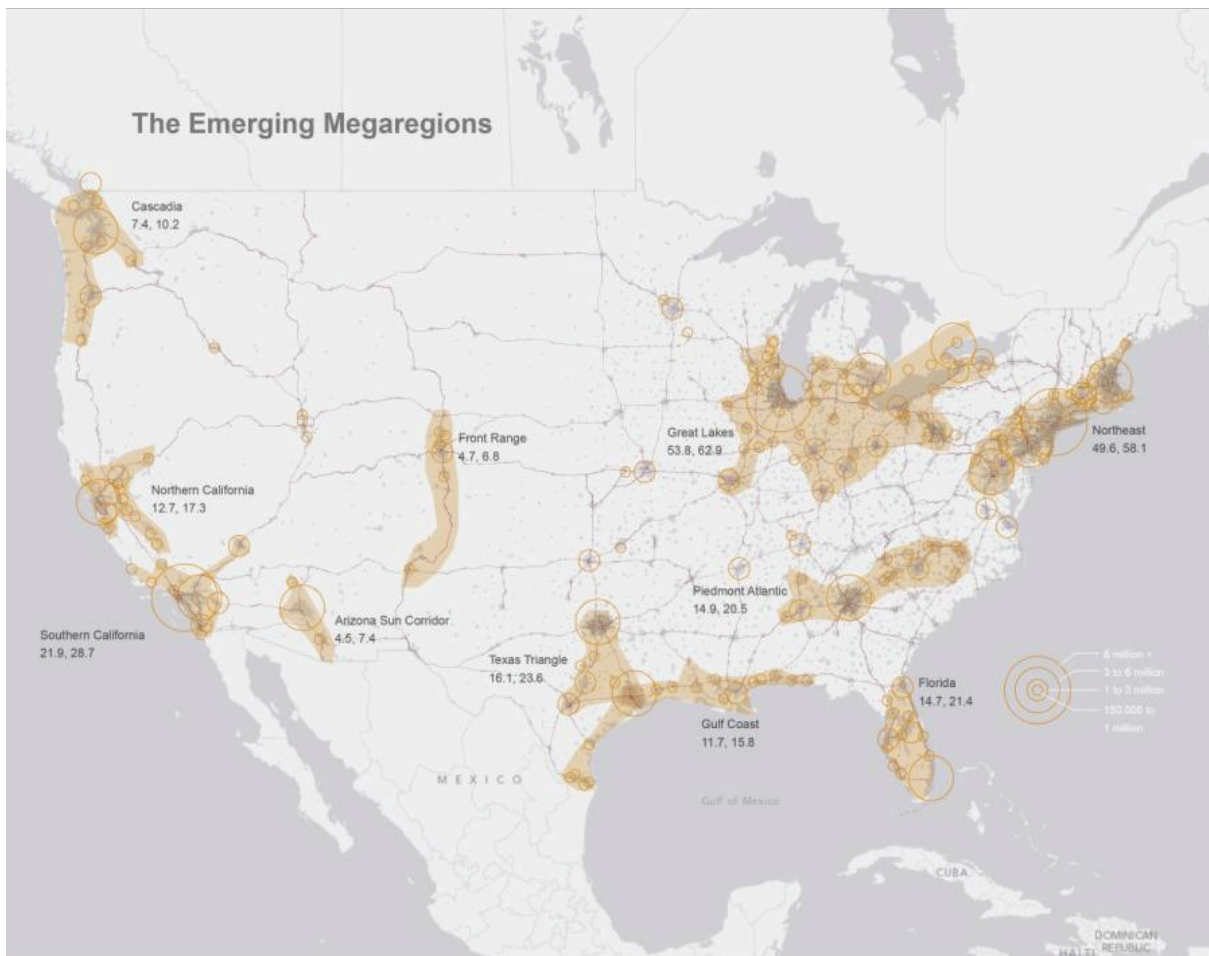 The Emerging Megaregions
Cascadia
7.4, 10.2
Great Lakes
53.8, 62.9
Northeast
49.6, 58.1
Front Range
4.7, 6.8
Northern California
12.7, 17.3
Piedmont Atlantic
14.9, 20.5
Arizona Sun Corridor
4.5, 7.4
Southern California
21.9, 28.7
Texas Triangle
16.1, 23.6
Florida
14.7, 21.4
6 million +
3 to 6 million
1 to 3 million
150,000 to
1 million
Gulf Coast
11.7, 15.8
MEXICO
Gulf of Mexico
CUBA
DOMINICAN
REPUBLIC
HAITI